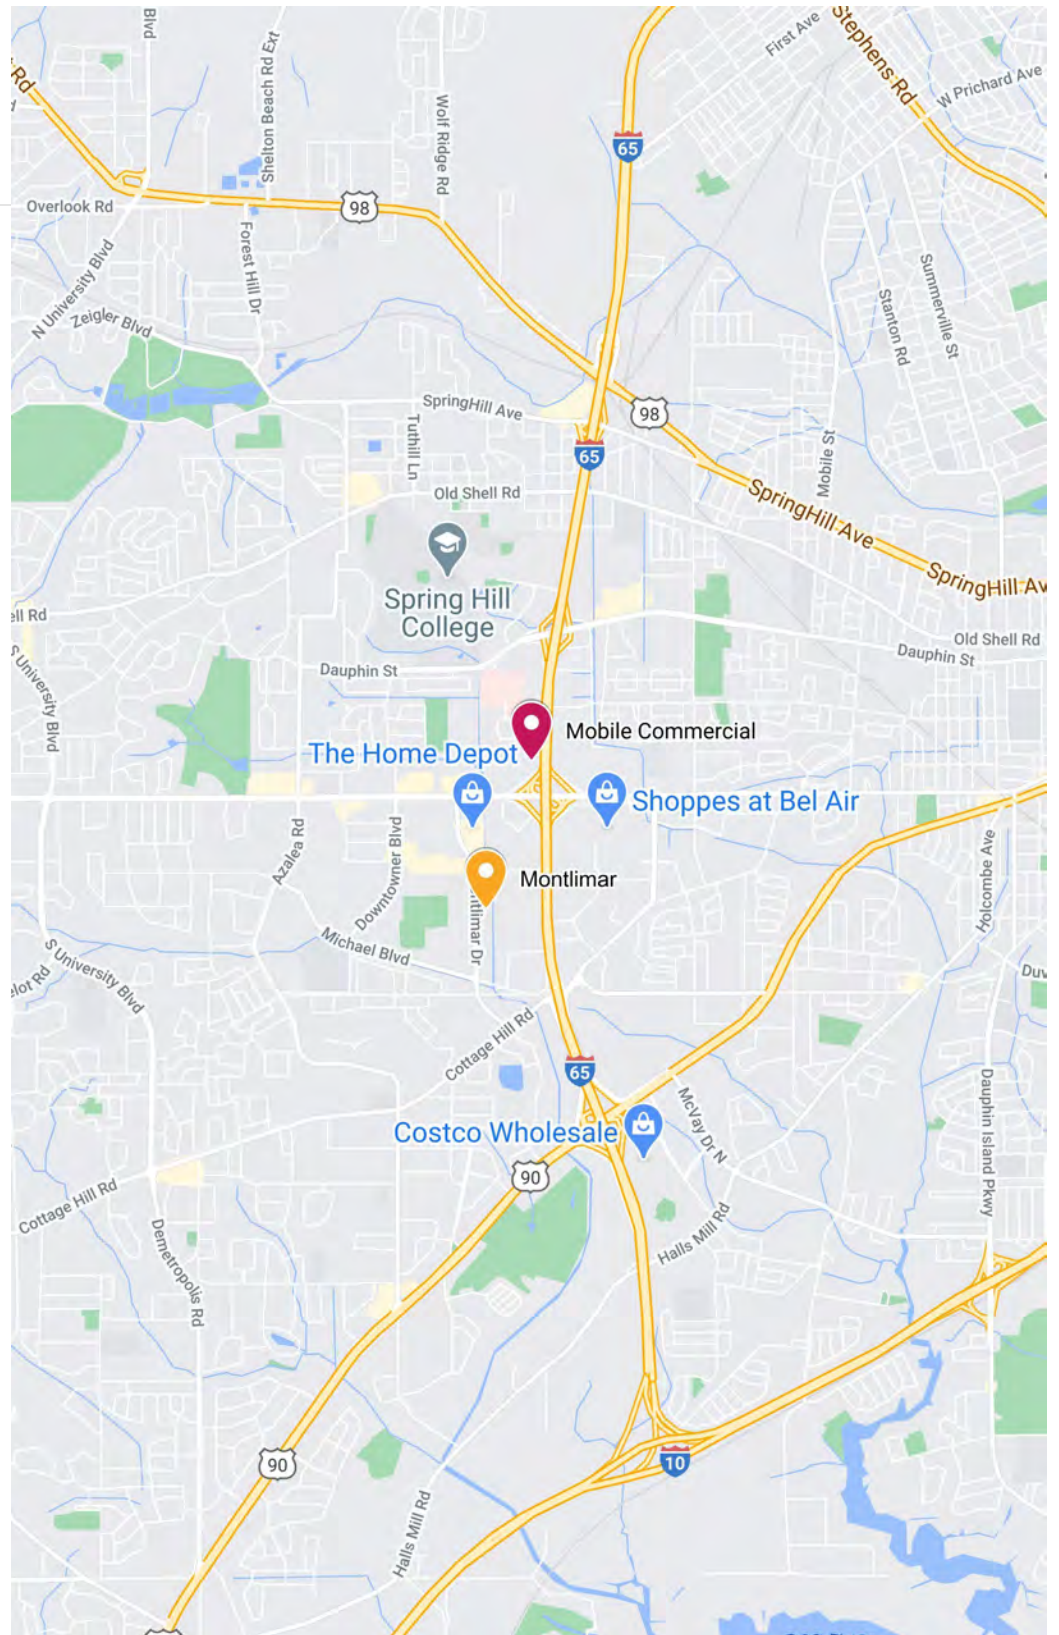 Blvd
Stephens Rd
First Ave
W Prichard Ave
Rd
Shelton Beach Rd Ext
Wolf Ridge Rd
65
Overlook Rd
98
Forest Hill Dr
N University Blvd
Zeigler Blvd
Summerville St
Stanton Rd
SpringHill Ave
98
Tuthill Ln
65
Mobile St
Old Shell Rd
SpringHill Ave
Spring Hill
College
SpringHill Av
ell Rd
Old Shell Rd
Dauphin St
Dauphin St
S University Blvd
Mobile Commercial
The Home Depot
Shoppes at Bel Air
Azalea Rd
Downtowner Blvd
Holcombe Ave
Montlimar
ntlimar Dr
Michael Blvd
S University Blvd
elot Rd
Duv
Cottage Hill Rd
65
McVay Dr N
Dauphin Island Pkwy
Costco Wholesale
90
Cottage Hill Rd
Halls Mill Rd
Demetropolis Rd
90
10
Halls Mill Rd